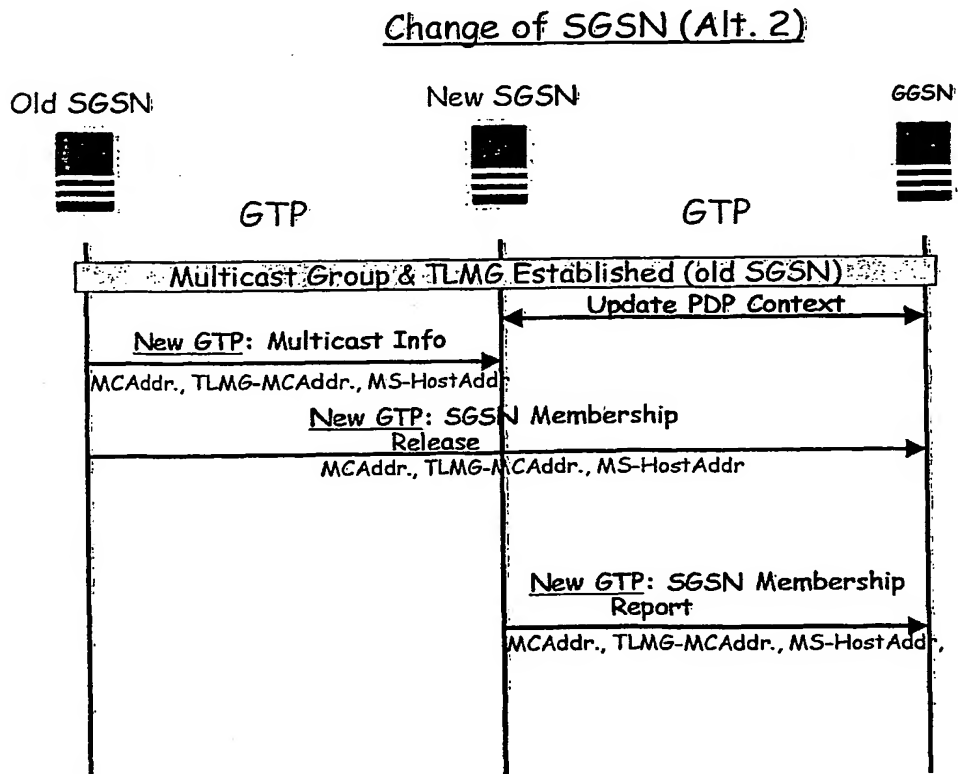 Change of SGSN (Alt. 2)
Old SGSN
New SGSN
GGSN
GTP
GTP
Multicast Group & TLMG Established (old SGSN)
Update PDP Context
New GTP: Multicast Info
MCAddr., TLMG-MCAddr., MS-HostAddr
New GTP: SGSN Membership
Release
MCAddr., TLMG-MCAddr., MS-HostAddr
New GTP: SGSN Membership
Report
MCAddr., TLMG-MCAddr., MS-HostAddr,